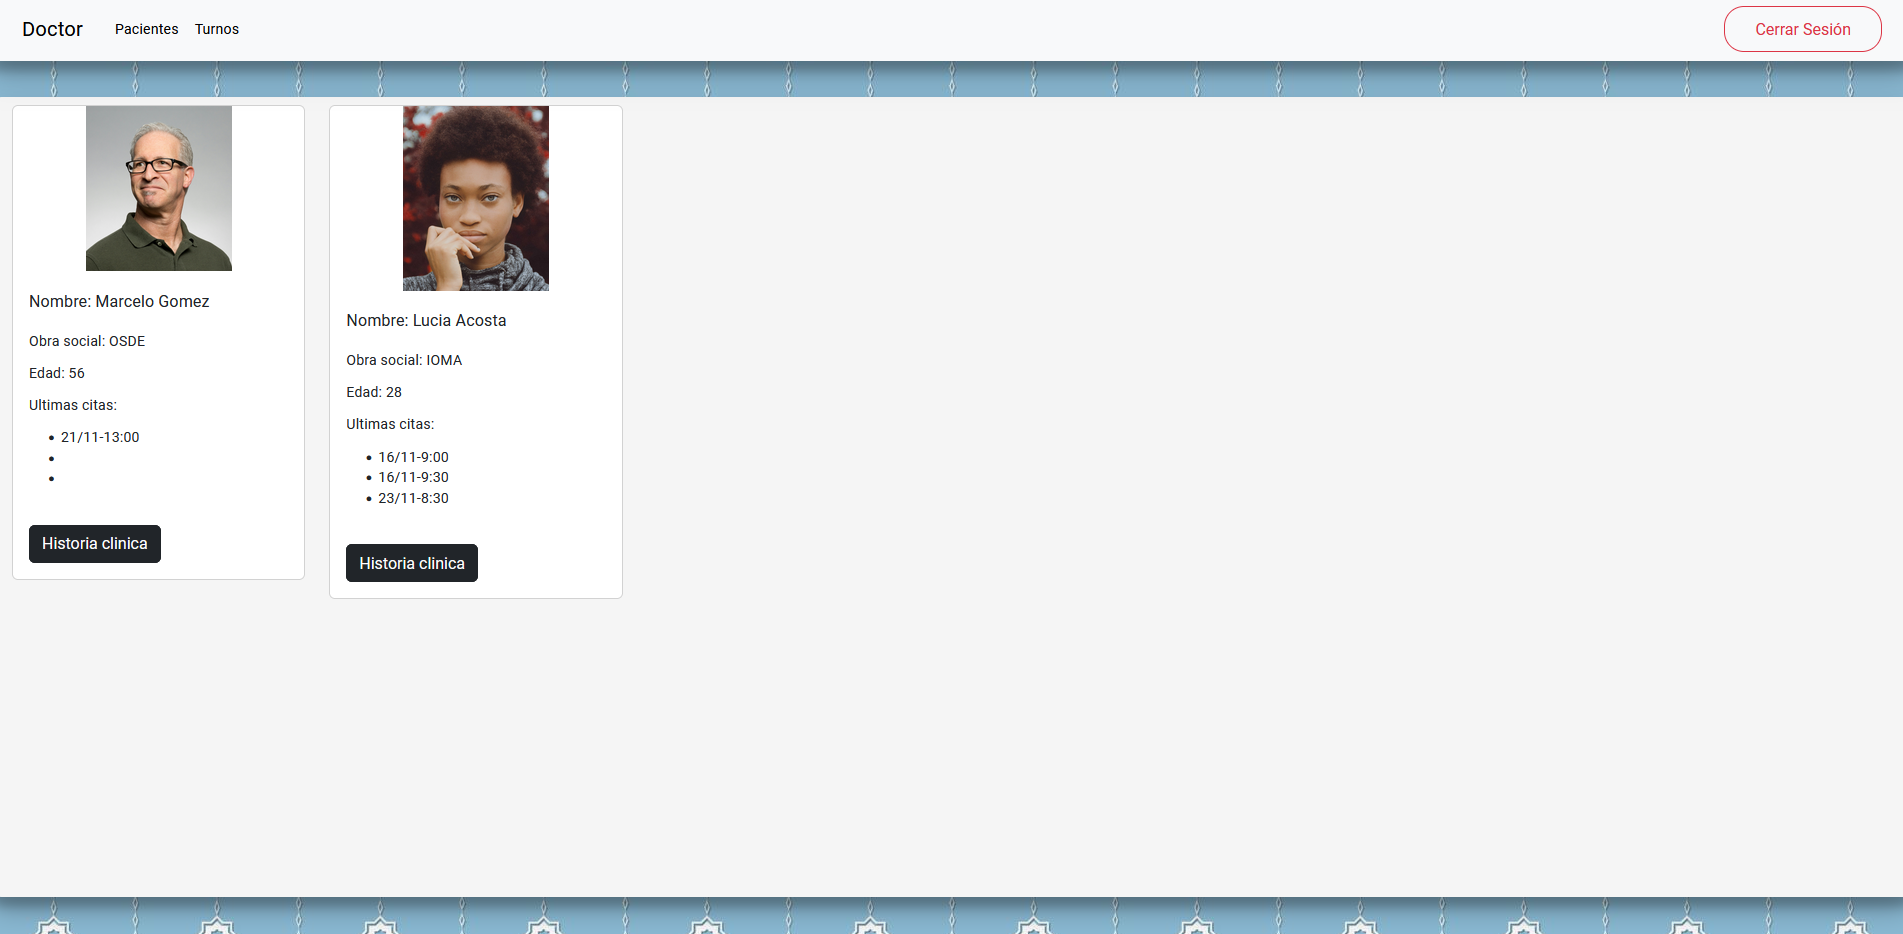 Doctor Pacientes Turnos Cerrar Sesión
Nombre: Marcelo Gomez
Obra social: OSDE
Edad: 56
Ultimas citas:
21/11-13:00
Historia clinica
Nombre: Lucia Acosta
Obra social: IOMA
Edad: 28
Ultimas citas:
16/11-9:00
16/11-9:30
23/11-8:30
Historia clinica